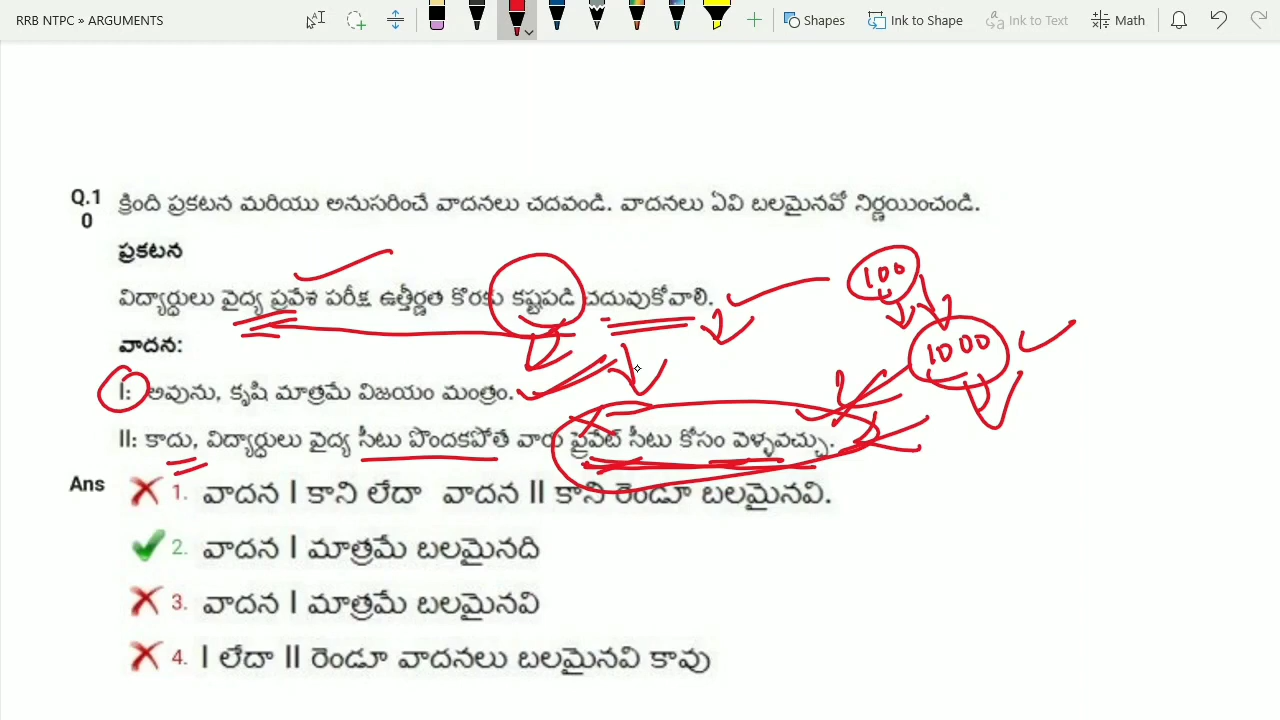 RRB NTPC » ARGUMENTS
Shapes Ink to Shape Ink to Text Math
Q.1
0
క్రింది ప్రకటన మరియు అనుసరించే వాదనలు చదవండి. వాదనలు ఏవి బలమైనవో నిర్ణయించండి.
ప్రకటన
విద్యార్ధులు వైద్య ప్రవేశ పరీక్ష ఉత్తీర్ణత కొరకు కష్టపడి చదువుకోవాలి.
100
వాదన:
1000
I: అవును, కృషి మాత్రమే విజయం మంత్రం.
II: కాదు, విద్యార్ధులు వైద్య సీటు పొందకపోతే వారు ప్రైవేట్ సీటు కోసం వెళ్ళవచ్చు.
Ans
1. వాదన I కాని లేదా వాదన II కాని రెండూ బలమైనవి.
2. వాదన I మాత్రమే బలమైనది
3. వాదన I మాత్రమే బలమైనవి
4. I లేదా II రెండూ వాదనలు బలమైనవి కావు